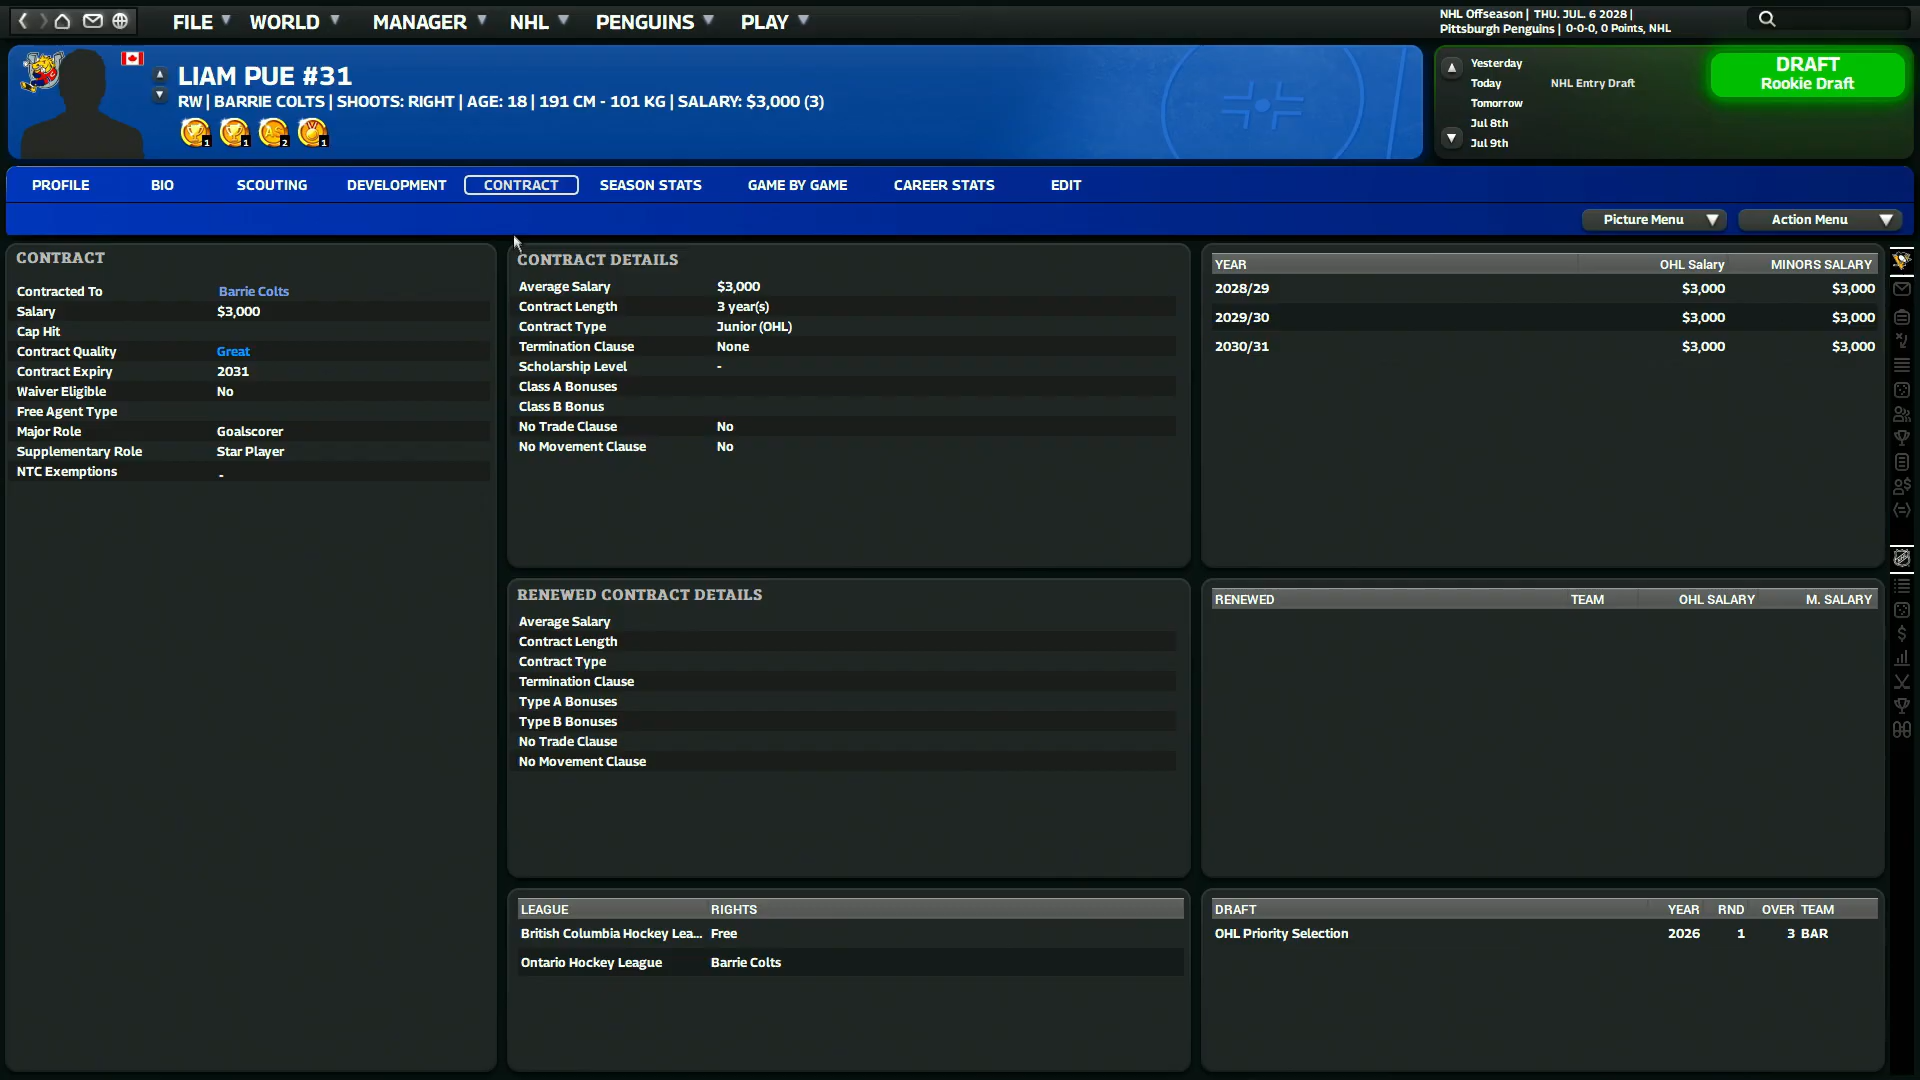 FILE WORLD MANAGER NHL PENGUINS PLAY
NHL Offseason | THU. JUL. 6 2028 |
Pittsburgh Penguins | 0-0-0, 0 Points, NHL
LIAM PUE #31
RW | BARRIE COLTS | SHOOTS: RIGHT | AGE: 18 | 191 CM - 101 KG | SALARY: $3,000 (3)
1 1 2 1
Yesterday
Today NHL Entry Draft
Tomorrow
Jul 8th
Jul 9th
DRAFT
Rookie Draft
PROFILE BIO SCOUTING DEVELOPMENT CONTRACT SEASON STATS GAME BY GAME CAREER STATS EDIT
Picture Menu Action Menu
CONTRACT
Contracted To Barrie Colts
Salary $3,000
Cap Hit
Contract Quality Great
Contract Expiry 2031
Waiver Eligible No
Free Agent Type
Major Role Goalscorer
Supplementary Role Star Player
NTC Exemptions -
CONTRACT DETAILS
Average Salary $3,000
Contract Length 3 year(s)
Contract Type Junior (OHL)
Termination Clause None
Scholarship Level -
Class A Bonuses
Class B Bonus
No Trade Clause No
No Movement Clause No
YEAR OHL Salary MINORS SALARY
2028/29 $3,000 $3,000
2029/30 $3,000 $3,000
2030/31 $3,000 $3,000
RENEWED CONTRACT DETAILS
Average Salary
Contract Length
Contract Type
Termination Clause
Type A Bonuses
Type B Bonuses
No Trade Clause
No Movement Clause
RENEWED TEAM OHL SALARY M. SALARY
LEAGUE RIGHTS
British Columbia Hockey Lea... Free
Ontario Hockey League Barrie Colts
DRAFT YEAR RND OVER TEAM
OHL Priority Selection 2026 1 3 BAR